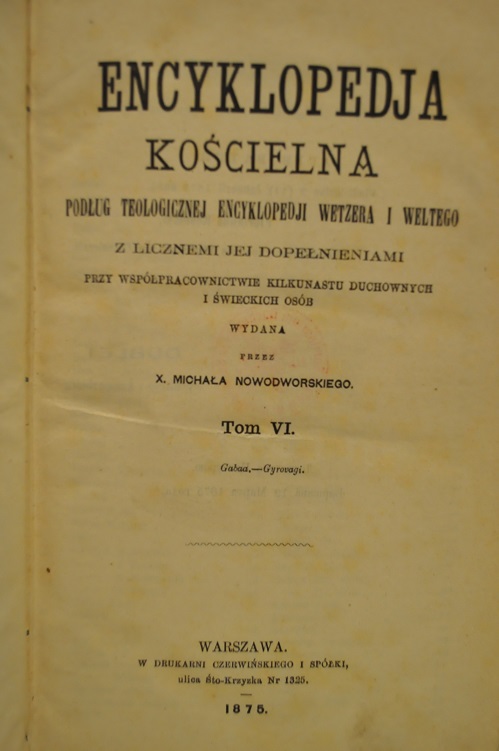 ENCYKLOPEDJA
KOŚCIELNA
PODŁUG TEOLOGICZNEJ ENCYKLOPEDJI WETZERA I WELTEGO
Z LICZNEMI JEJ DOPEŁNIENIAMI
PRZY WSPÓŁPRACOWNICTWIE KILKUNASTU DUCHOWNYCH
I ŚWIECKICH OSÓB
WYDANA
PRZEZ
X. MICHAŁA NOWODWORSKIEGO.
Tom VI.
Gabaa.—Gyrovagi.
WARSZAWA.
W DRUKARNI CZERWIŃSKIEGO I SPÓŁKI,
ulica Śto-Krzyzka Nr 1325.
1875.